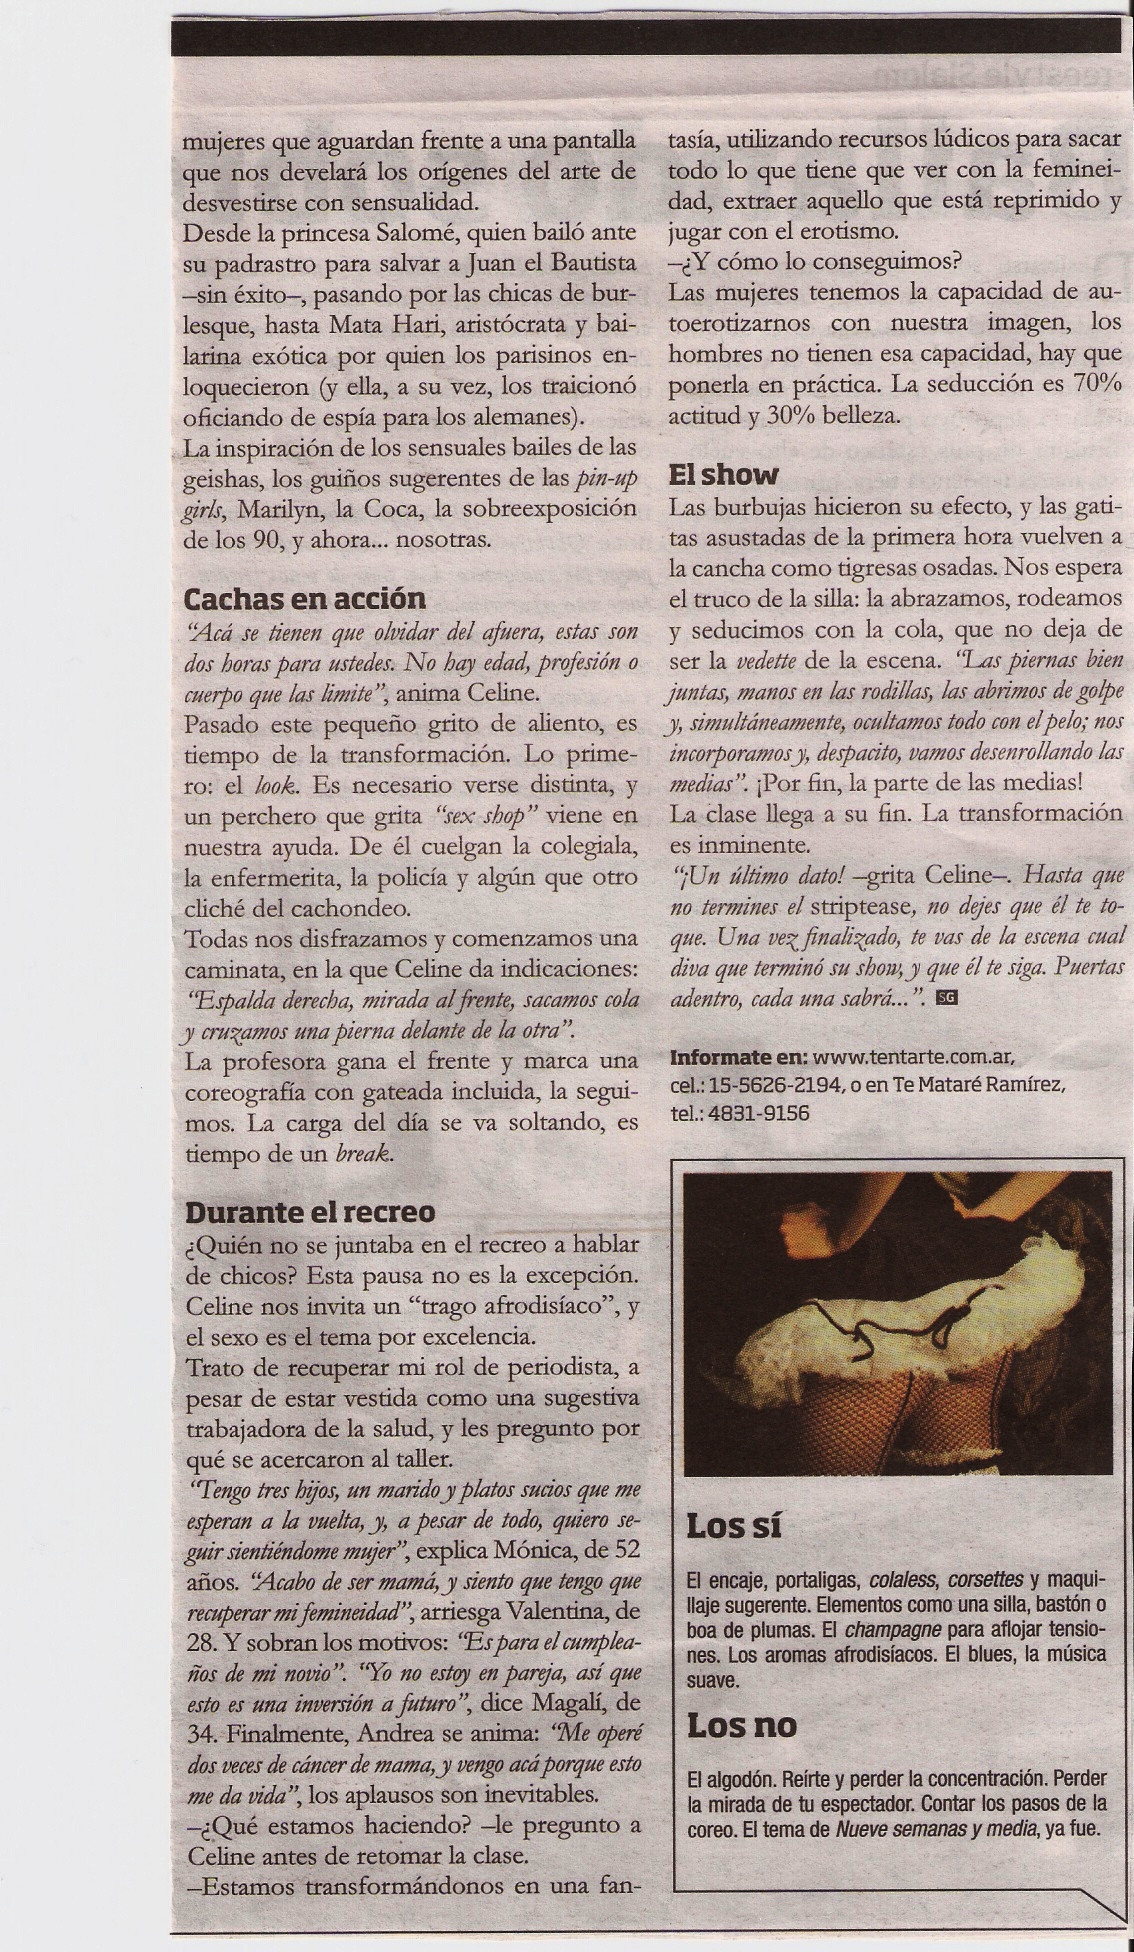 mujeres que aguardan frente a una pantalla
que nos develará los orígenes del arte de
desvestirse con sensualidad.
Desde la princesa Salomé, quien bailó ante
su padrastro para salvar a Juan el Bautista
–sin éxito–, pasando por las chicas de bur-
lesque, hasta Mata Hari, aristócrata y bai-
larina exótica por quien los parisinos en-
loquecieron (y ella, a su vez, los traicionó
oficiando de espía para los alemanes).
La inspiración de los sensuales bailes de las
geishas, los guiños sugerentes de las pin-up
girls, Marilyn, la Coca, la sobreexposición
de los 90, y ahora... nosotras.
Cachas en acción
“Acá se tienen que olvidar del afuera, estas son
dos horas para ustedes. No hay edad, profesión o
cuerpo que las limite”, anima Celine.
Pasado este pequeño grito de aliento, es
tiempo de la transformación. Lo prime-
ro: el look. Es necesario verse distinta, y
un perchero que grita “sex shop” viene en
nuestra ayuda. De él cuelgan la colegiala,
la enfermerita, la policía y algún que otro
cliché del cachondeo.
Todas nos disfrazamos y comenzamos una
caminata, en la que Celine da indicaciones:
“Espalda derecha, mirada al frente, sacamos cola
y cruzamos una pierna delante de la otra”.
La profesora gana el frente y marca una
coreografía con gateada incluida, la segui-
mos. La carga del día se va soltando, es
tiempo de un break.
Durante el recreo
¿Quién no se juntaba en el recreo a hablar
de chicos? Esta pausa no es la excepción.
Celine nos invita un “trago afrodisíaco”, y
el sexo es el tema por excelencia.
Trato de recuperar mi rol de periodista, a
pesar de estar vestida como una sugestiva
trabajadora de la salud, y les pregunto por
qué se acercaron al taller.
“Tengo tres hijos, un marido y platos sucios que me
esperan a la vuelta, y, a pesar de todo, quiero se-
guir sientiéndome mujer”, explica Mónica, de 52
años. “Acabo de ser mamá, y siento que tengo que
recuperar mi femineidad”, arriesga Valentina, de
28. Y sobran los motivos: “Es para el cumplea-
ños de mi novio”. “Yo no estoy en pareja, así que
esto es una inversión a futuro”, dice Magalí, de
34. Finalmente, Andrea se anima: “Me operé
dos veces de cáncer de mama, y vengo acá porque esto
me da vida”, los aplausos son inevitables.
–¿Qué estamos haciendo? –le pregunto a
Celine antes de retomar la clase.
–Estamos transformándonos en una fan-
tasía, utilizando recursos lúdicos para sacar
todo lo que tiene que ver con la feminei-
dad, extraer aquello que está reprimido y
jugar con el erotismo.
–¿Y cómo lo conseguimos?
Las mujeres tenemos la capacidad de au-
toerotizarnos con nuestra imagen, los
hombres no tienen esa capacidad, hay que
ponerla en práctica. La seducción es 70%
actitud y 30% belleza.
El show
Las burbujas hicieron su efecto, y las gati-
tas asustadas de la primera hora vuelven a
la cancha como tigresas osadas. Nos espera
el truco de la silla: la abrazamos, rodeamos
y seducimos con la cola, que no deja de
ser la vedette de la escena. “Las piernas bien
juntas, manos en las rodillas, las abrimos de golpe
y, simultáneamente, ocultamos todo con el pelo; nos
incorporamos y, despacito, vamos desenrollando las
medias”. ¡Por fin, la parte de las medias!
La clase llega a su fin. La transformación
es inminente.
“¡Un último dato! –grita Celine–. Hasta que
no termines el striptease, no dejes que él te to-
que. Una vez finalizado, te vas de la escena cual
diva que terminó su show, y que él te siga. Puertas
adentro, cada una sabrá...”. SG
Informate en: www.tentarte.com.ar,
cel.: 15-5626-2194, o en Te Mataré Ramírez,
tel.: 4831-9156
Los sí
El encaje, portaligas, colaless, corsettes y maqui-
llaje sugerente. Elementos como una silla, bastón o
boa de plumas. El champagne para aflojar tensio-
nes. Los aromas afrodisíacos. El blues, la música
suave.
Los no
El algodón. Reírte y perder la concentración. Perder
la mirada de tu espectador. Contar los pasos de la
coreo. El tema de Nueve semanas y media, ya fue.